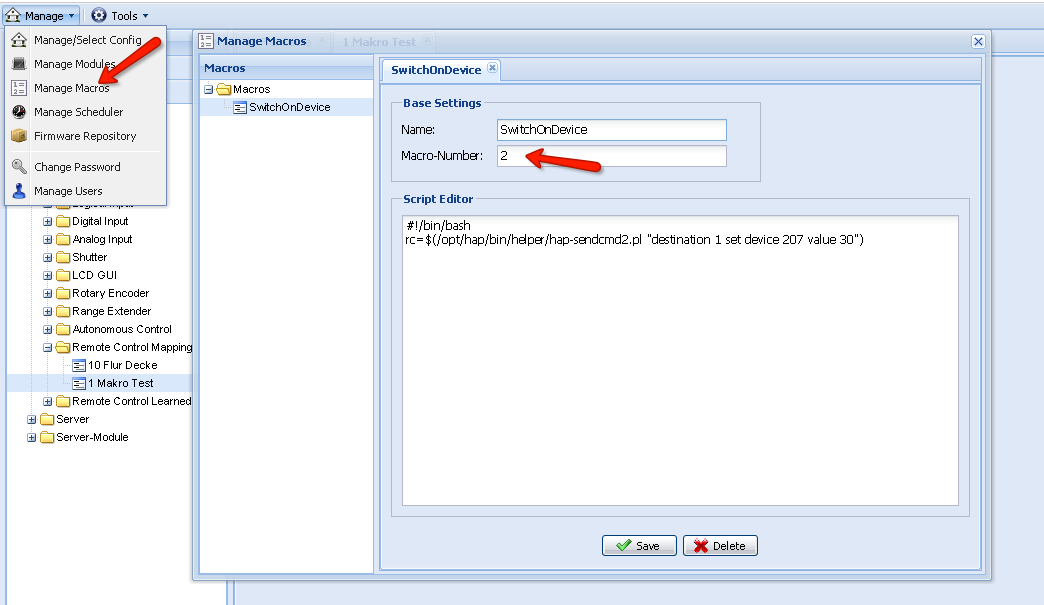 Manage
Tools
Manage/Select Config
Manage Modules
Manage Macros
Manage Scheduler
Firmware Repository
Change Password
Manage Users
Digital Input
Analog Input
Shutter
LCD GUI
Rotary Encoder
Range Extender
Autonomous Control
Remote Control Mapping
10 Flur Decke
1 Makro Test
Remote Control Learned
Server
Server-Module
Manage Macros
1 Makro Test
Macros
Macros
SwitchOnDevice
SwitchOnDevice
Base Settings
Name: SwitchOnDevice
Macro-Number: 2
Script Editor
#!/bin/bash
rc=$(/opt/hap/bin/helper/hap-sendcmd2.pl "destination 1 set device 207 value 30")
Save
Delete